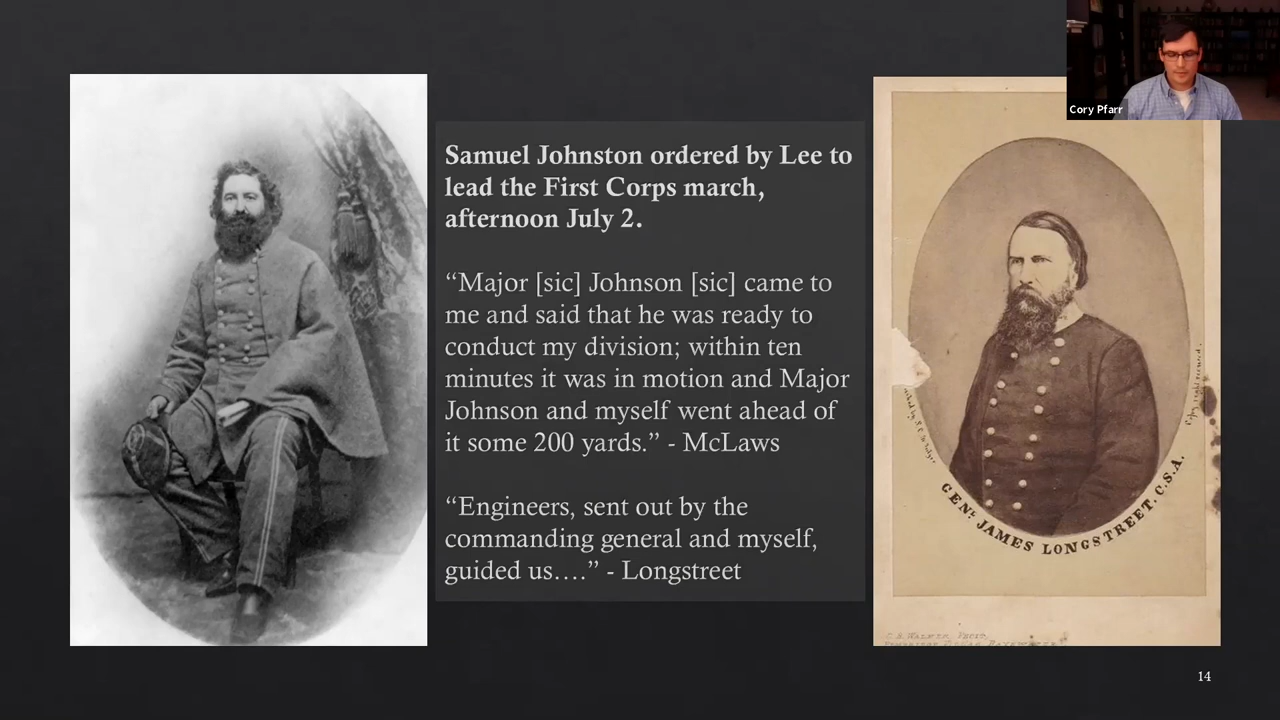 Cory Pfarr
Samuel Johnston ordered by Lee to
lead the First Corps march,
afternoon July 2.
“Major [sic] Johnson [sic] came to
me and said that he was ready to
conduct my division; within ten
minutes it was in motion and Major
Johnson and myself went ahead of
it some 200 yards.” - McLaws
“Engineers, sent out by the
commanding general and myself,
guided us….” - Longstreet
GENL JAMES LONGSTREET. C.S.A.
14